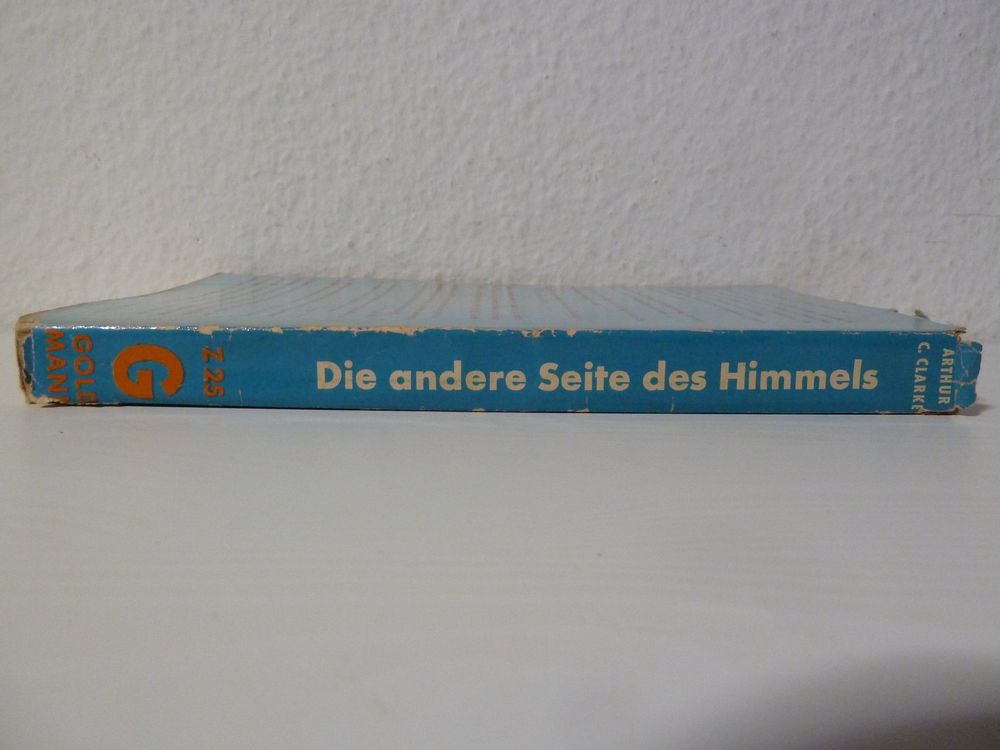 GOLD
MANN
G
Z 25
Die andere Seite des Himmels
ARTHUR
C. CLARKE